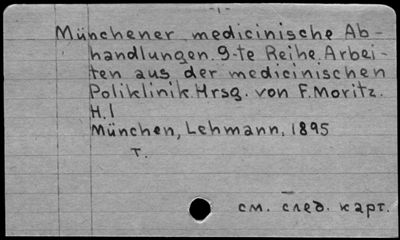 -1-
Münchener medicinische Ab-
handlungen. 9-te Reihe. Arbei-
ten aus der medicinischen
Poliklinik. Hrsg. von F. Moritz.
H. 1
München, Lehmann, 1895
т.
см. след. карт.